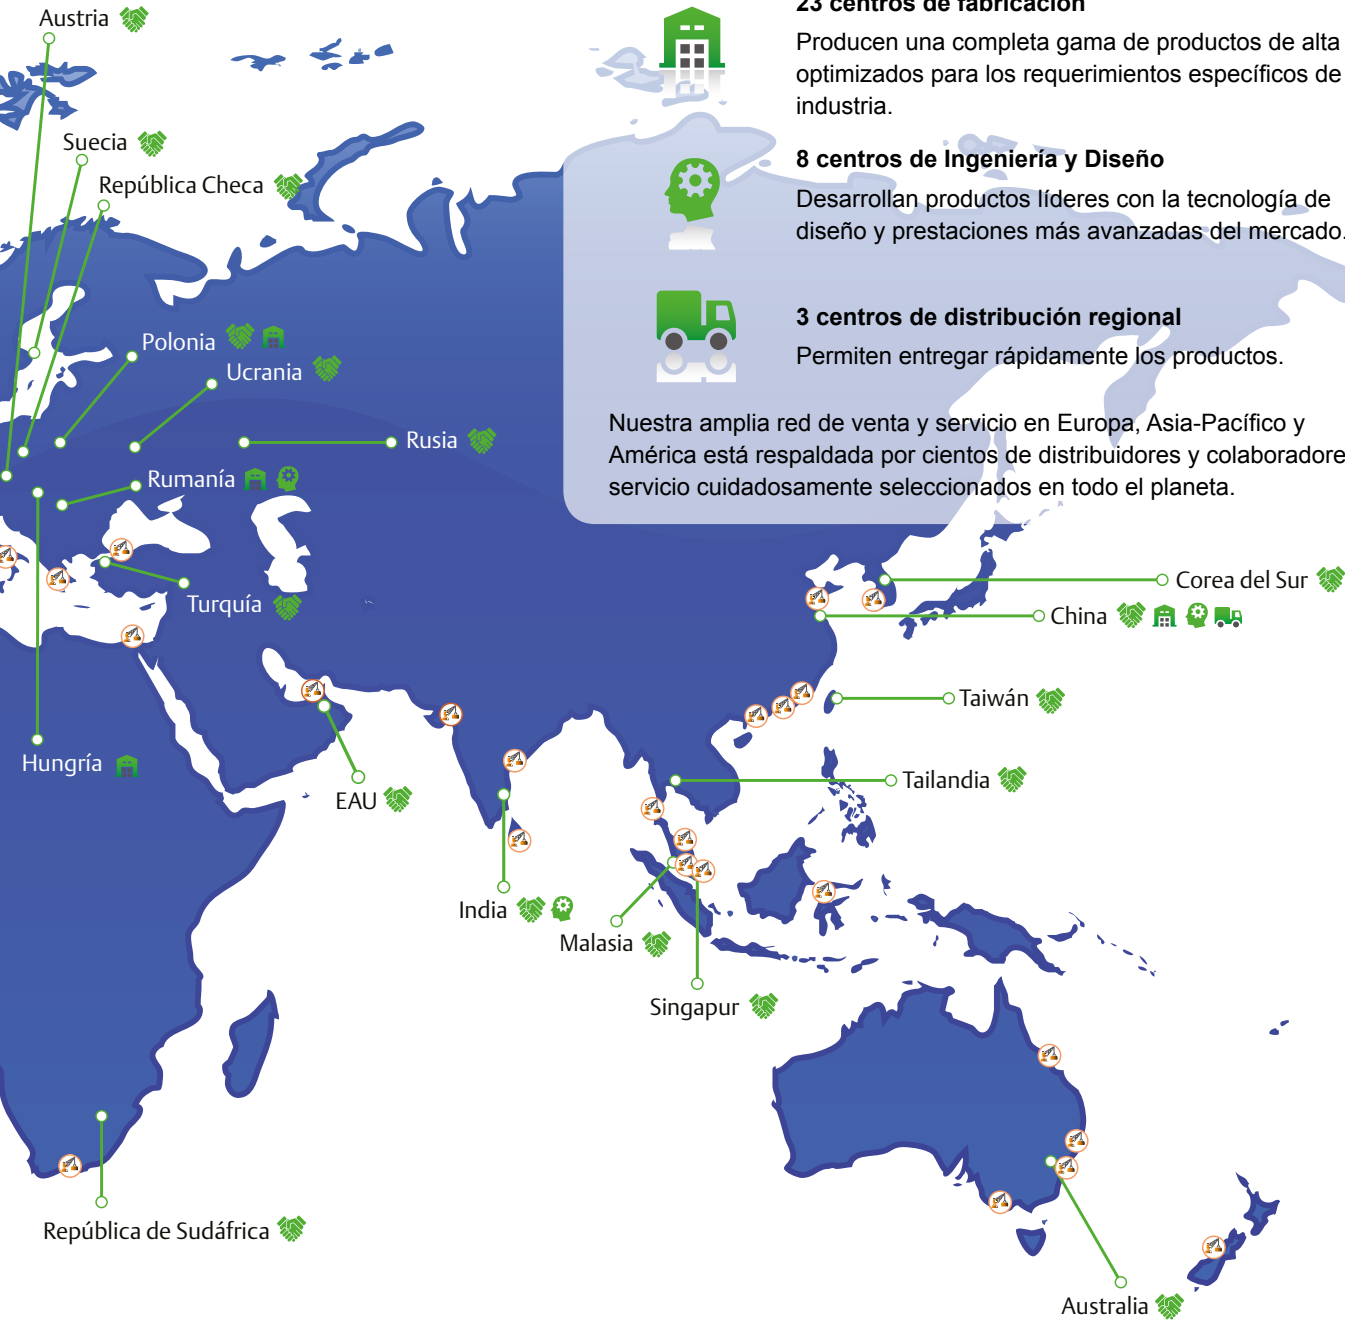 23 centros de fabricación
Producen una completa gama de productos de alta
optimizados para los requerimientos específicos de
industria.
8 centros de Ingeniería y Diseño
Desarrollan productos líderes con la tecnología de
diseño y prestaciones más avanzadas del mercado.
3 centros de distribución regional
Permiten entregar rápidamente los productos.
Nuestra amplia red de venta y servicio en Europa, Asia-Pacífico y
América está respaldada por cientos de distribuidores y colaboradore
servicio cuidadosamente seleccionados en todo el planeta.
Austria
Suecia
República Checa
Polonia
Ucrania
Rusia
Rumanía
Turquía
Hungría
EAU
India
Malasia
Singapur
Corea del Sur
China
Taiwán
Tailandia
República de Sudáfrica
Australia